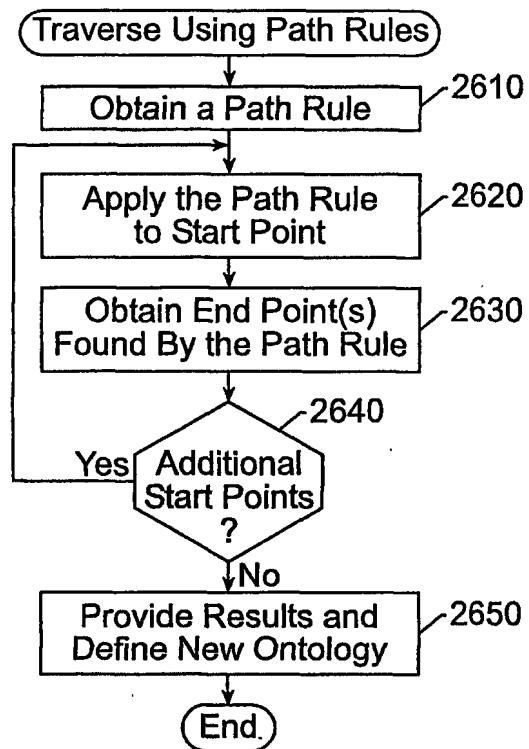 Traverse Using Path Rules
Obtain a Path Rule
2610
Apply the Path Rule
to Start Point
2620
Obtain End Point(s)
Found By the Path Rule
2630
2640
Additional
Start Points
?
Yes
No
Provide Results and
Define New Ontology
2650
End.